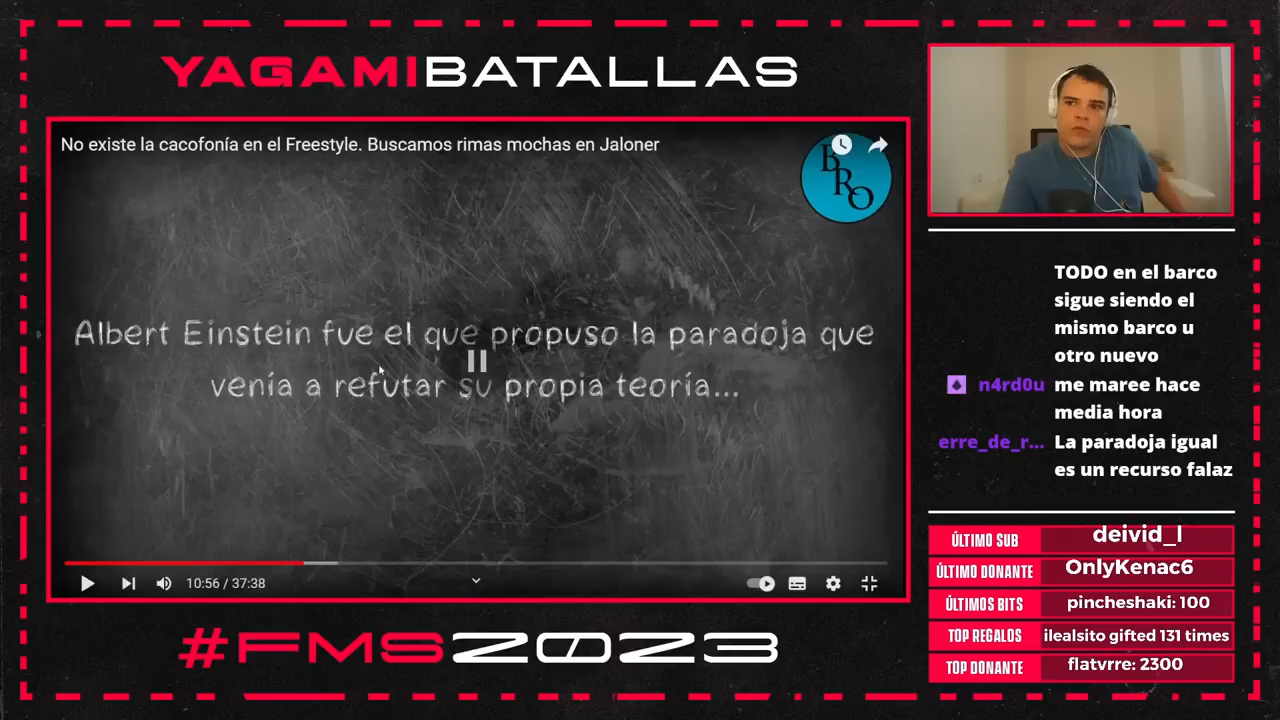 YAGAMIBATALLAS
No existe la cacofonía en el Freestyle. Buscamos rimas mochas en Jaloner
BRO
Albert Einstein fue el que propuso la paradoja que
venía a refutar su propia teoría...
10:56 / 37:38
#FMS2023
TODO en el barco
sigue siendo el
mismo barco u
otro nuevo
n4rd0u me maree hace
media hora
erre_de_r... La paradoja igual
es un recurso falaz
ÚLTIMO SUB deivid_l
ÚLTIMO DONANTE OnlyKenac6
ÚLTIMOS BITS pincheshaki: 100
TOP REGALOS ilealsito gifted 131 times
TOP DONANTE flatvrre: 2300